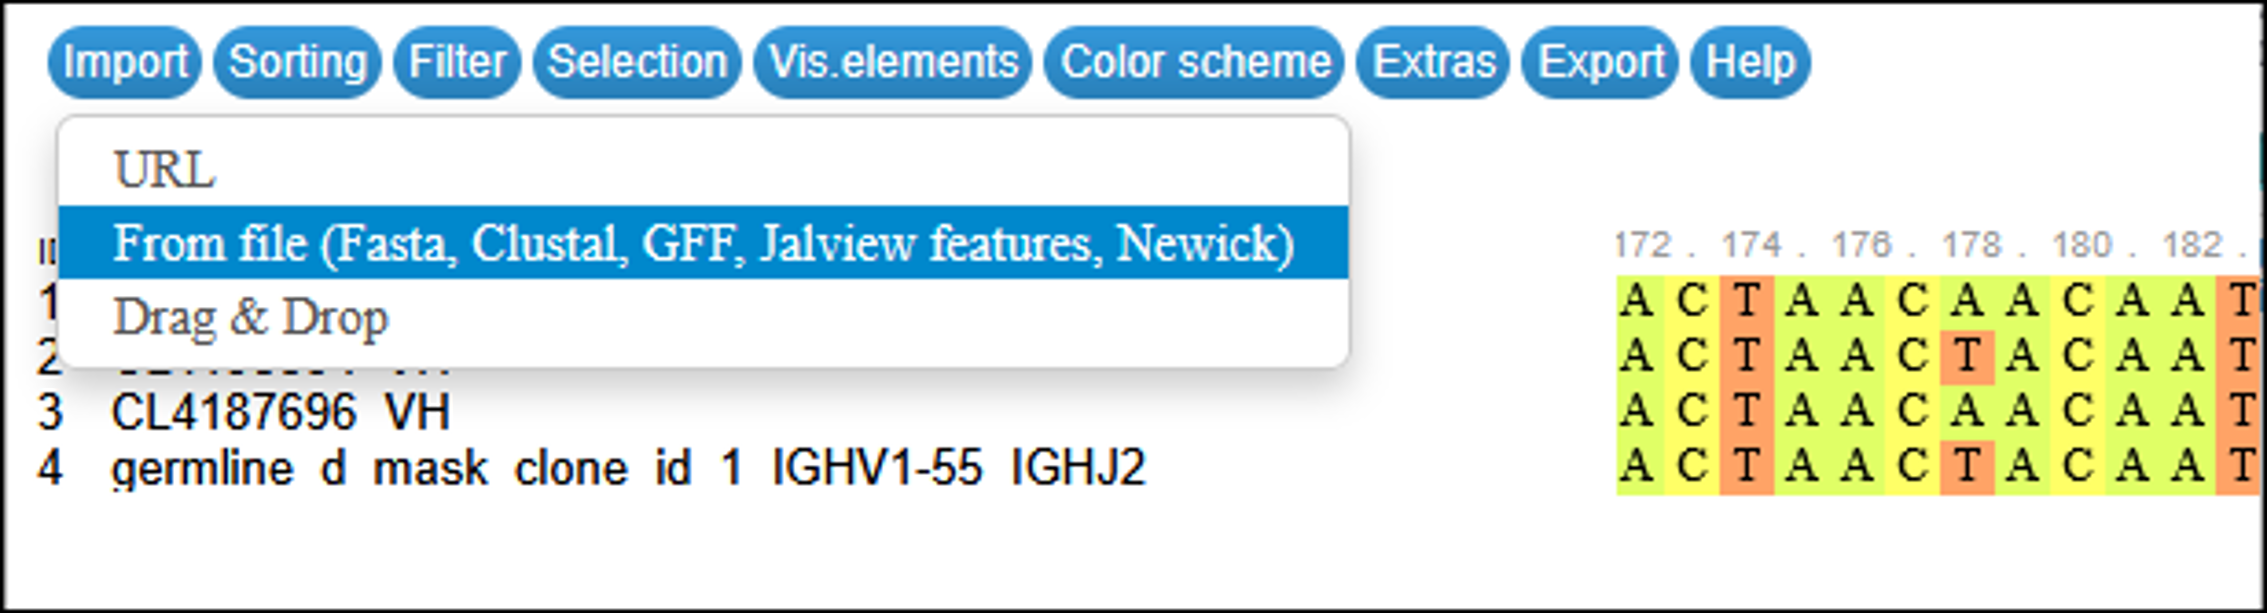 Import Sorting Filter Selection Vis.elements Color scheme Extras Export Help
URL
From file (Fasta, Clustal, GFF, Jalview features, Newick)
Drag & Drop
172 . 174 . 176 . 178 . 180 . 182 .
1 A C T A A C A A C A A T
2 A C T A A C T A C A A T
3 CL4187696 VH A C T A A C A A C A A T
4 germline d mask clone id 1 IGHV1-55 IGHJ2 A C T A A C T A C A A T